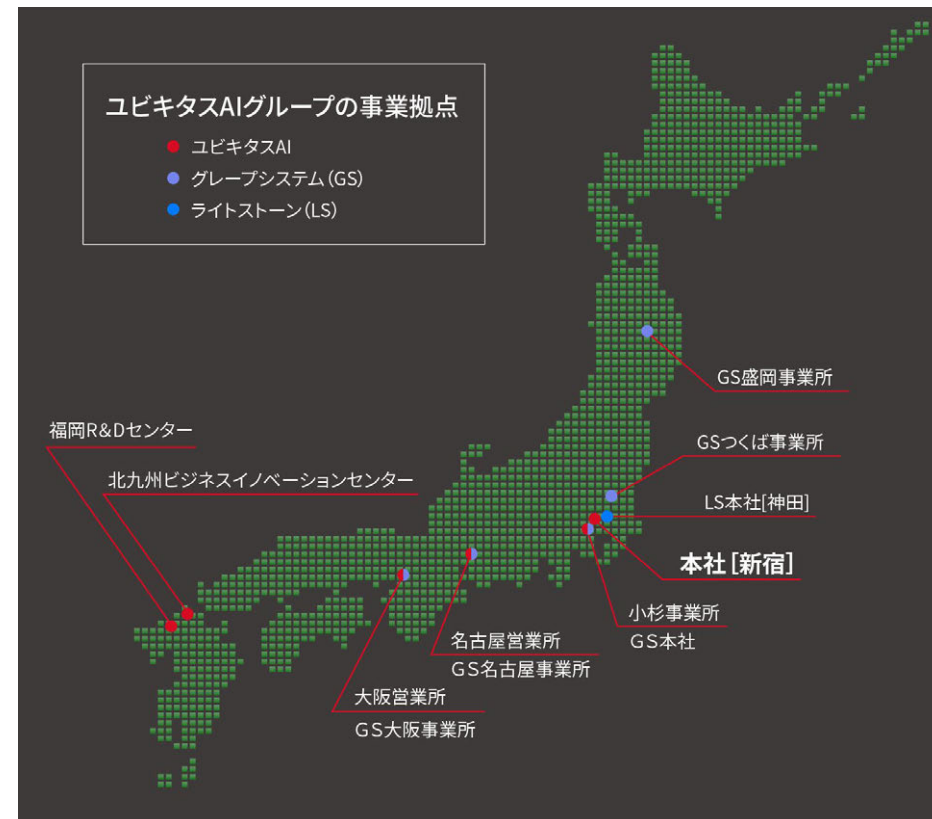 ユビキタスAIグループの事業拠点
ユビキタスAI
グレープシステム(GS)
ライトストーン(LS)
GS盛岡事業所
福岡R&Dセンター
GSつくば事業所
北九州ビジネスイノベーションセンター
LS本社[神田]
本社[新宿]
小杉事業所
GS本社
名古屋営業所
GS名古屋事業所
大阪営業所
GS大阪事業所